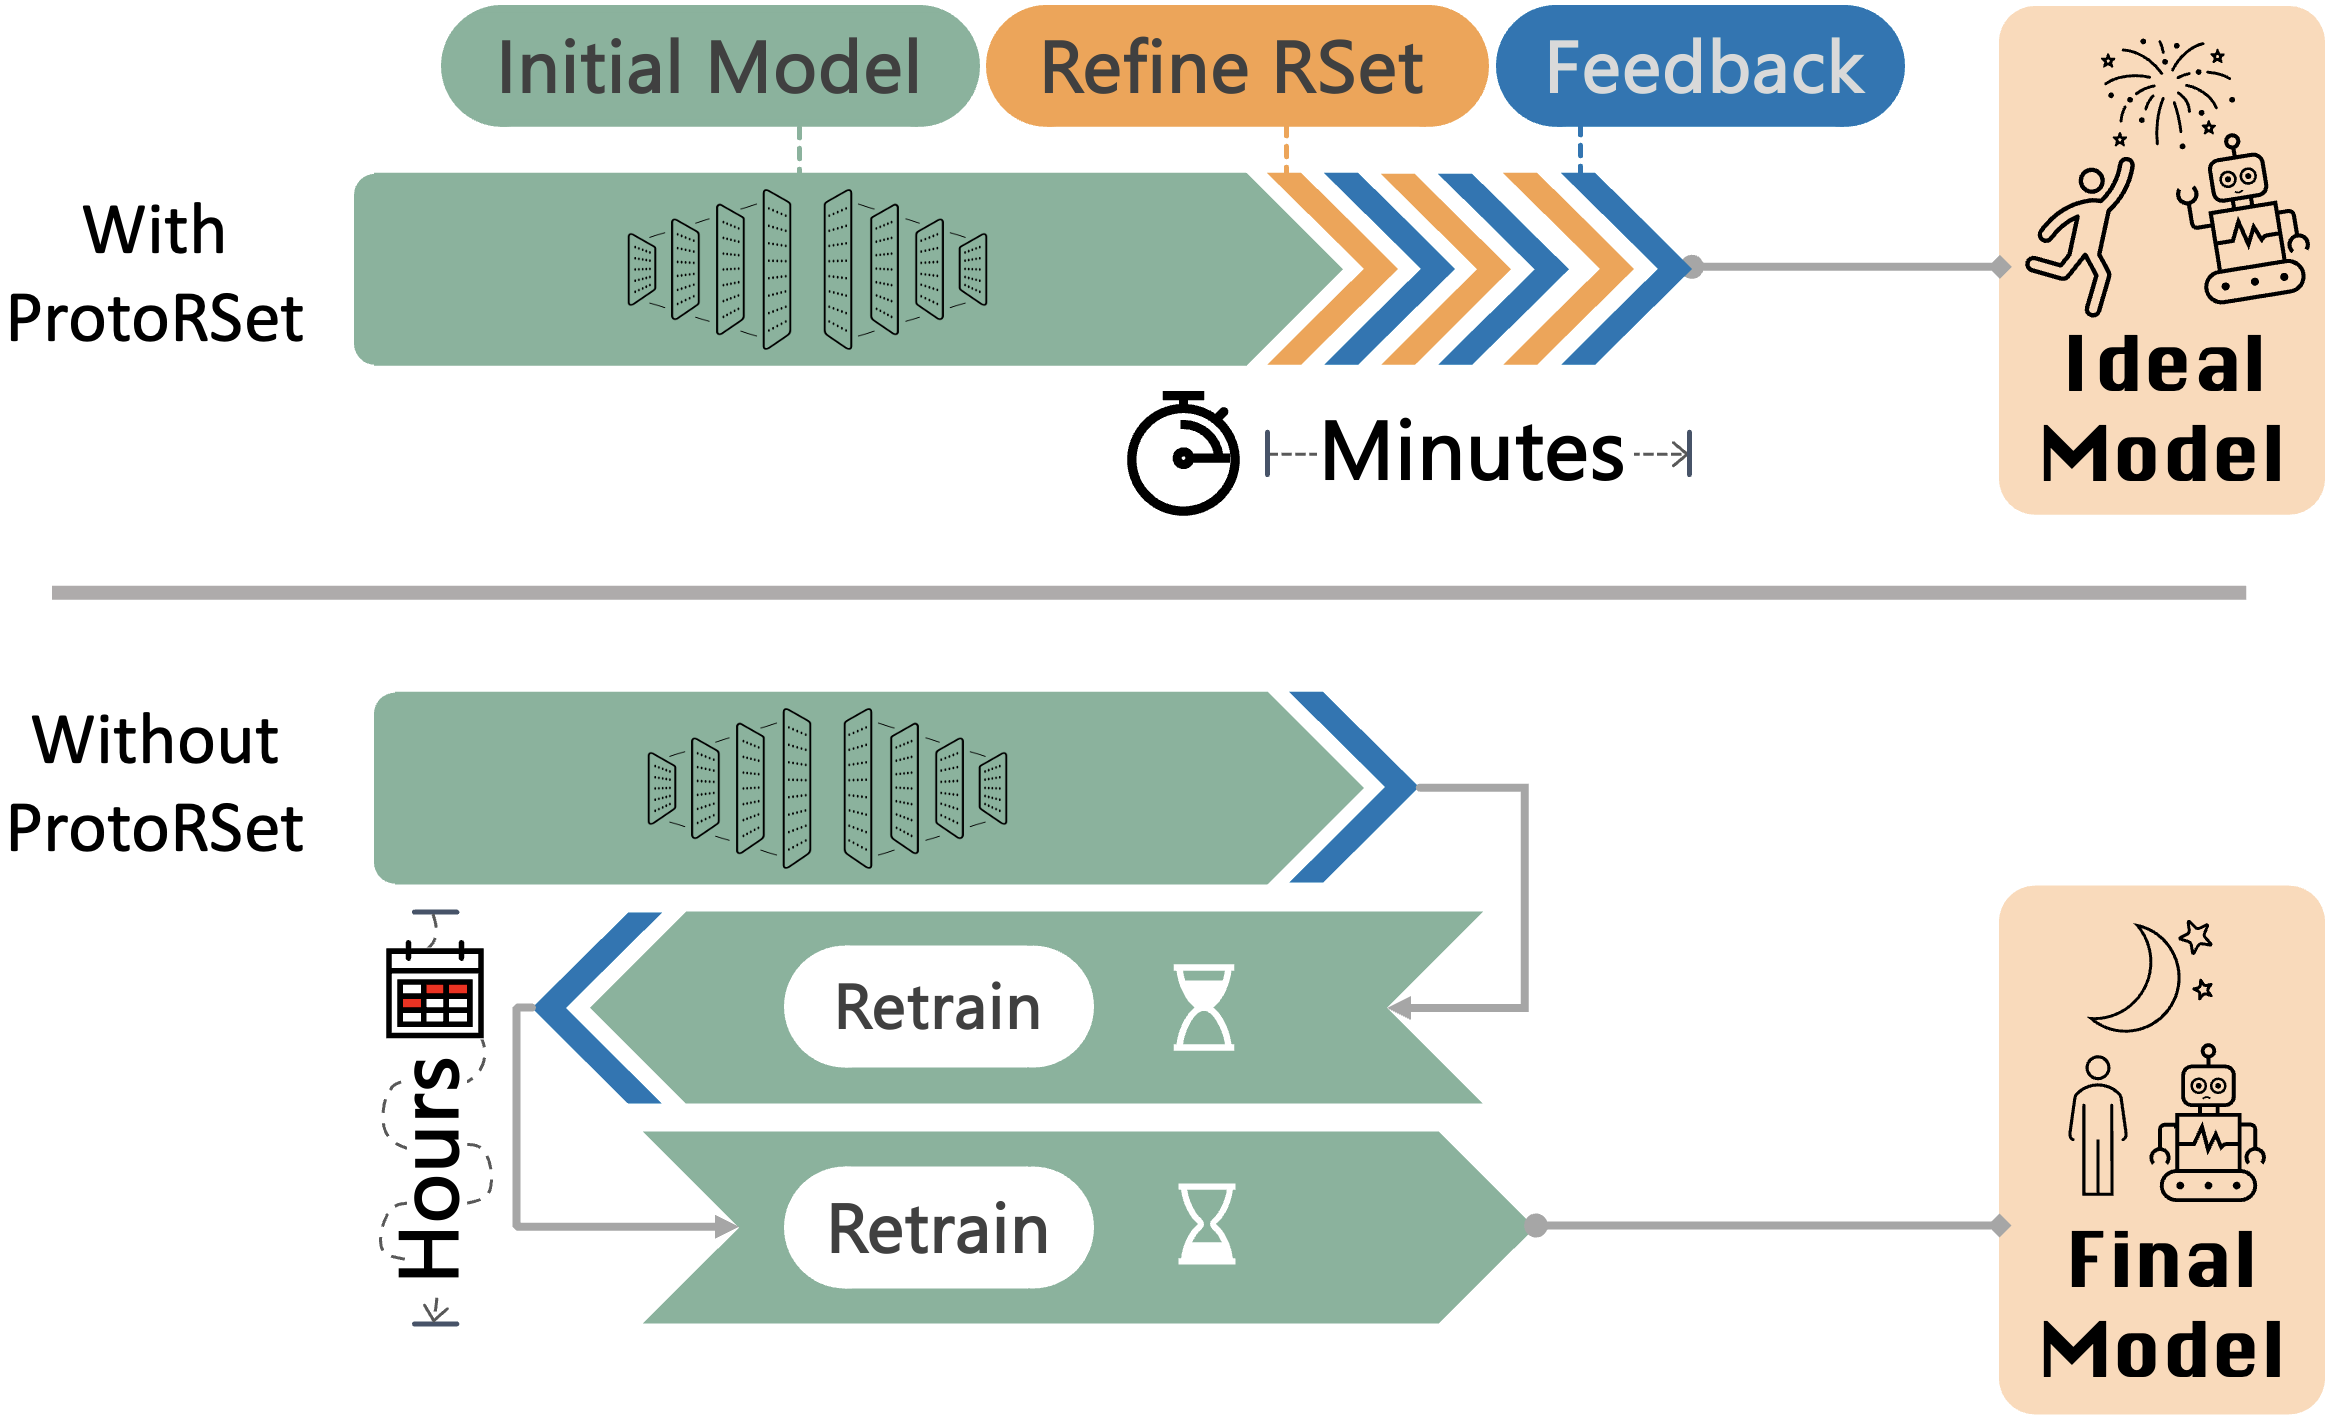 Initial Model
Refine RSet
Feedback
With
ProtoRSet
Minutes
Ideal
Model
Without
ProtoRSet
Retrain
Hours
Retrain
Final
Model